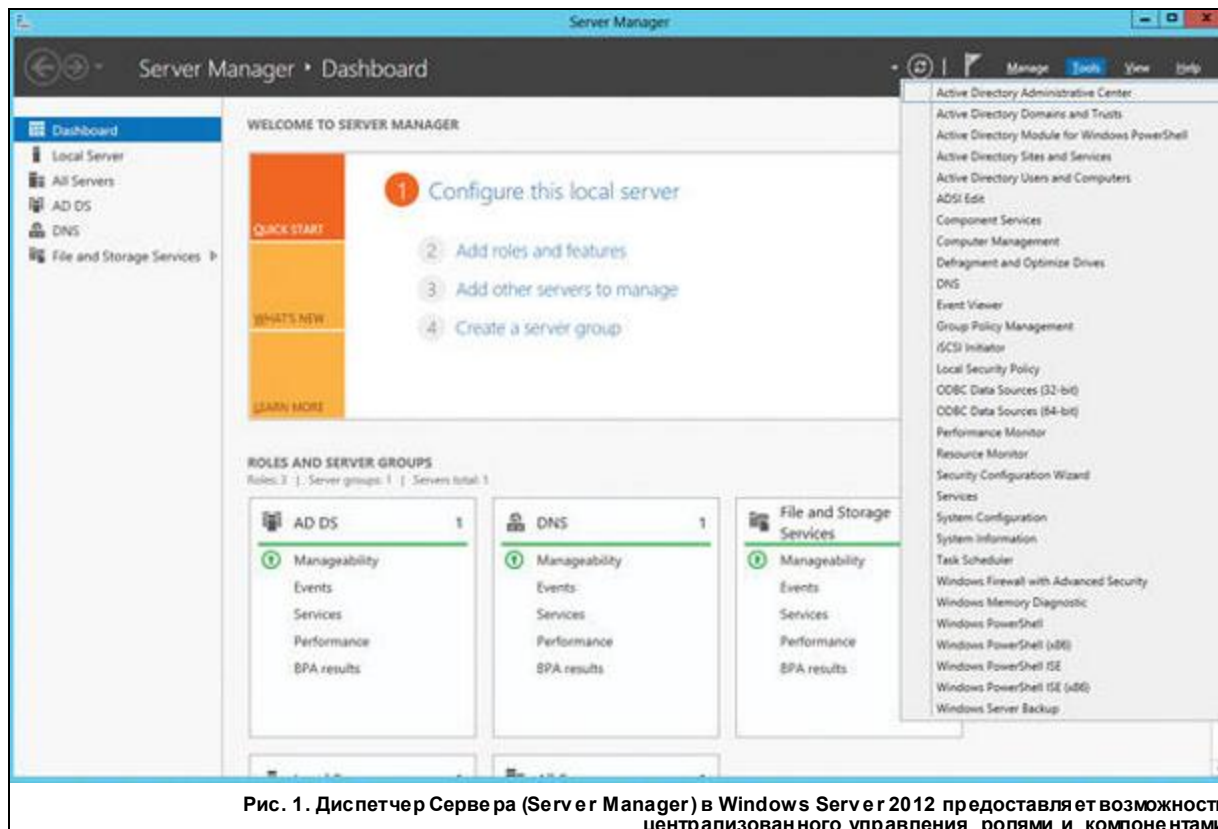 Server Manager
Server Manager • Dashboard
Manage Tools View Help
Dashboard
Local Server
All Servers
AD DS
DNS
File and Storage Services
WELCOME TO SERVER MANAGER
QUICK START
WHAT'S NEW
LEARN MORE
1 Configure this local server
2 Add roles and features
3 Add other servers to manage
4 Create a server group
ROLES AND SERVER GROUPS
Roles: 3 | Server groups: 1 | Servers total: 1
AD DS 1
Manageability
Events
Services
Performance
BPA results
DNS 1
Manageability
Events
Services
Performance
BPA results
File and Storage
Services
Manageability
Events
Services
Performance
BPA results
Active Directory Administrative Center
Active Directory Domains and Trusts
Active Directory Module for Windows PowerShell
Active Directory Sites and Services
Active Directory Users and Computers
ADSI Edit
Component Services
Computer Management
Defragment and Optimize Drives
DNS
Event Viewer
Group Policy Management
iSCSI Initiator
Local Security Policy
ODBC Data Sources (32-bit)
ODBC Data Sources (64-bit)
Performance Monitor
Resource Monitor
Security Configuration Wizard
Services
System Configuration
System Information
Task Scheduler
Windows Firewall with Advanced Security
Windows Memory Diagnostic
Windows PowerShell
Windows PowerShell (x86)
Windows PowerShell ISE
Windows PowerShell ISE (x86)
Windows Server Backup
Рис. 1. Диспетчер Сервера (Server Manager) в Windows Server 2012 предоставляет возможность
централизованного управления ролями и компонентами